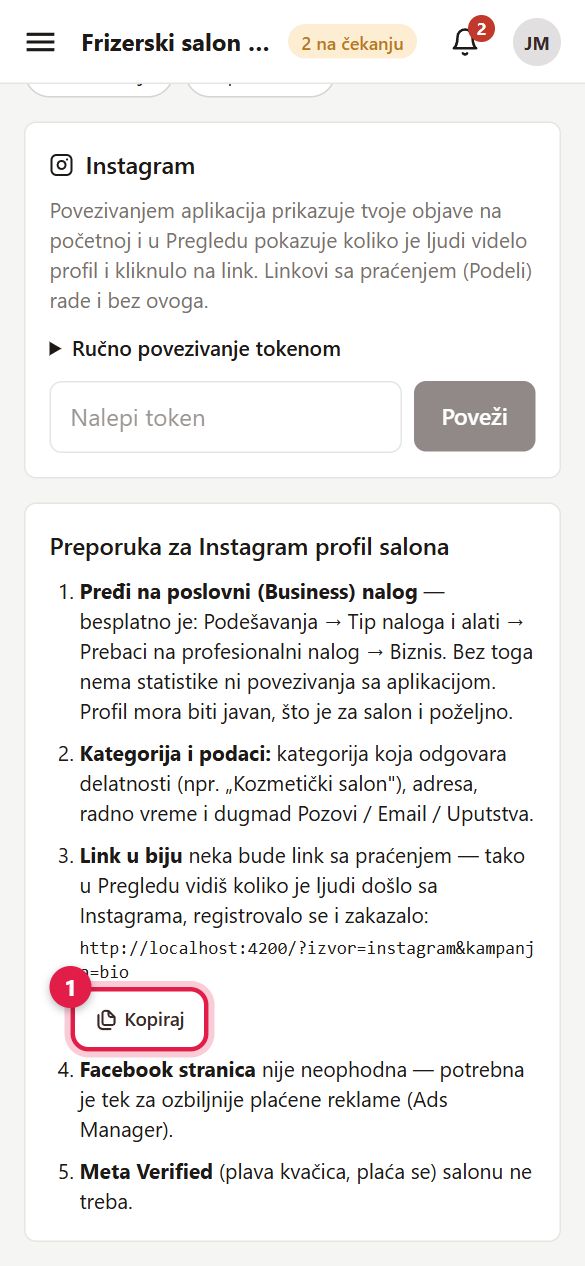 Frizerski salon ...
2 na čekanju
2
JM
Instagram
Povezivanjem aplikacija prikazuje tvoje objave na
početnoj i u Pregledu pokazuje koliko je ljudi videlo
profil i kliknulo na link. Linkovi sa praćenjem (Podeli)
rade i bez ovoga.
Ručno povezivanje tokenom
Nalepi token
Poveži
Preporuka za Instagram profil salona
1. Pređi na poslovni (Business) nalog —
besplatno je: Podešavanja → Tip naloga i alati →
Prebaci na profesionalni nalog → Biznis. Bez toga
nema statistike ni povezivanja sa aplikacijom.
Profil mora biti javan, što je za salon i poželjno.
2. Kategorija i podaci: kategorija koja odgovara
delatnosti (npr. „Kozmetički salon"), adresa,
radno vreme i dugmad Pozovi / Email / Uputstva.
3. Link u biju neka bude link sa praćenjem — tako
u Pregledu vidiš koliko je ljudi došlo sa
Instagrama, registrovalo se i zakazalo:
http://localhost:4200/?izvor=instagram&kampanj
a=bio
1
Kopiraj
4. Facebook stranica nije neophodna — potrebna
je tek za ozbiljnije plaćene reklame (Ads
Manager).
5. Meta Verified (plava kvačica, plaća se) salonu ne
treba.